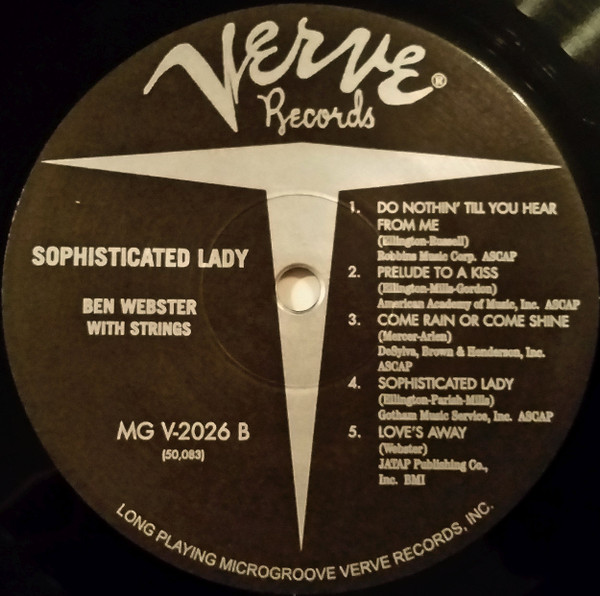 Verve®
Records
SOPHISTICATED LADY
BEN WEBSTER
WITH STRINGS
MG V-2026 B
(50,083)
1. DO NOTHIN' TILL YOU HEAR
FROM ME
(Ellington-Russell)
Robbins Music Corp. ASCAP
2. PRELUDE TO A KISS
(Ellington-Mills-Gordon)
American Academy of Music, Inc. ASCAP
3. COME RAIN OR COME SHINE
(Mercer-Arlen)
DeSylva, Brown & Henderson, Inc.
ASCAP
4. SOPHISTICATED LADY
(Ellington-Parish-Mills)
Gotham Music Service, Inc. ASCAP
5. LOVE'S AWAY
(Webster)
JATAP Publishing Co.,
Inc. BMI
LONG PLAYING MICROGROOVE VERVE RECORDS, INC.